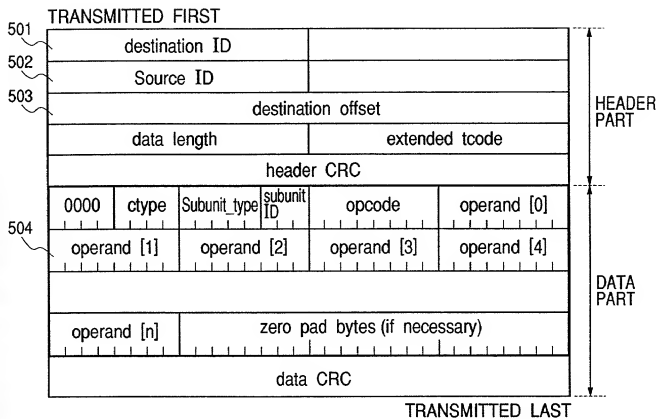 TRANSMITTED FIRST
501
destination ID
502
Source ID
503
destination offset
data length extended tcode
header CRC
HEADER
PART
0000 ctype Subunit_type subunit ID opcode operand [0]
504
operand [1] operand [2] operand [3] operand [4]
operand [n] zero pad bytes (if necessary)
data CRC
DATA
PART
TRANSMITTED LAST